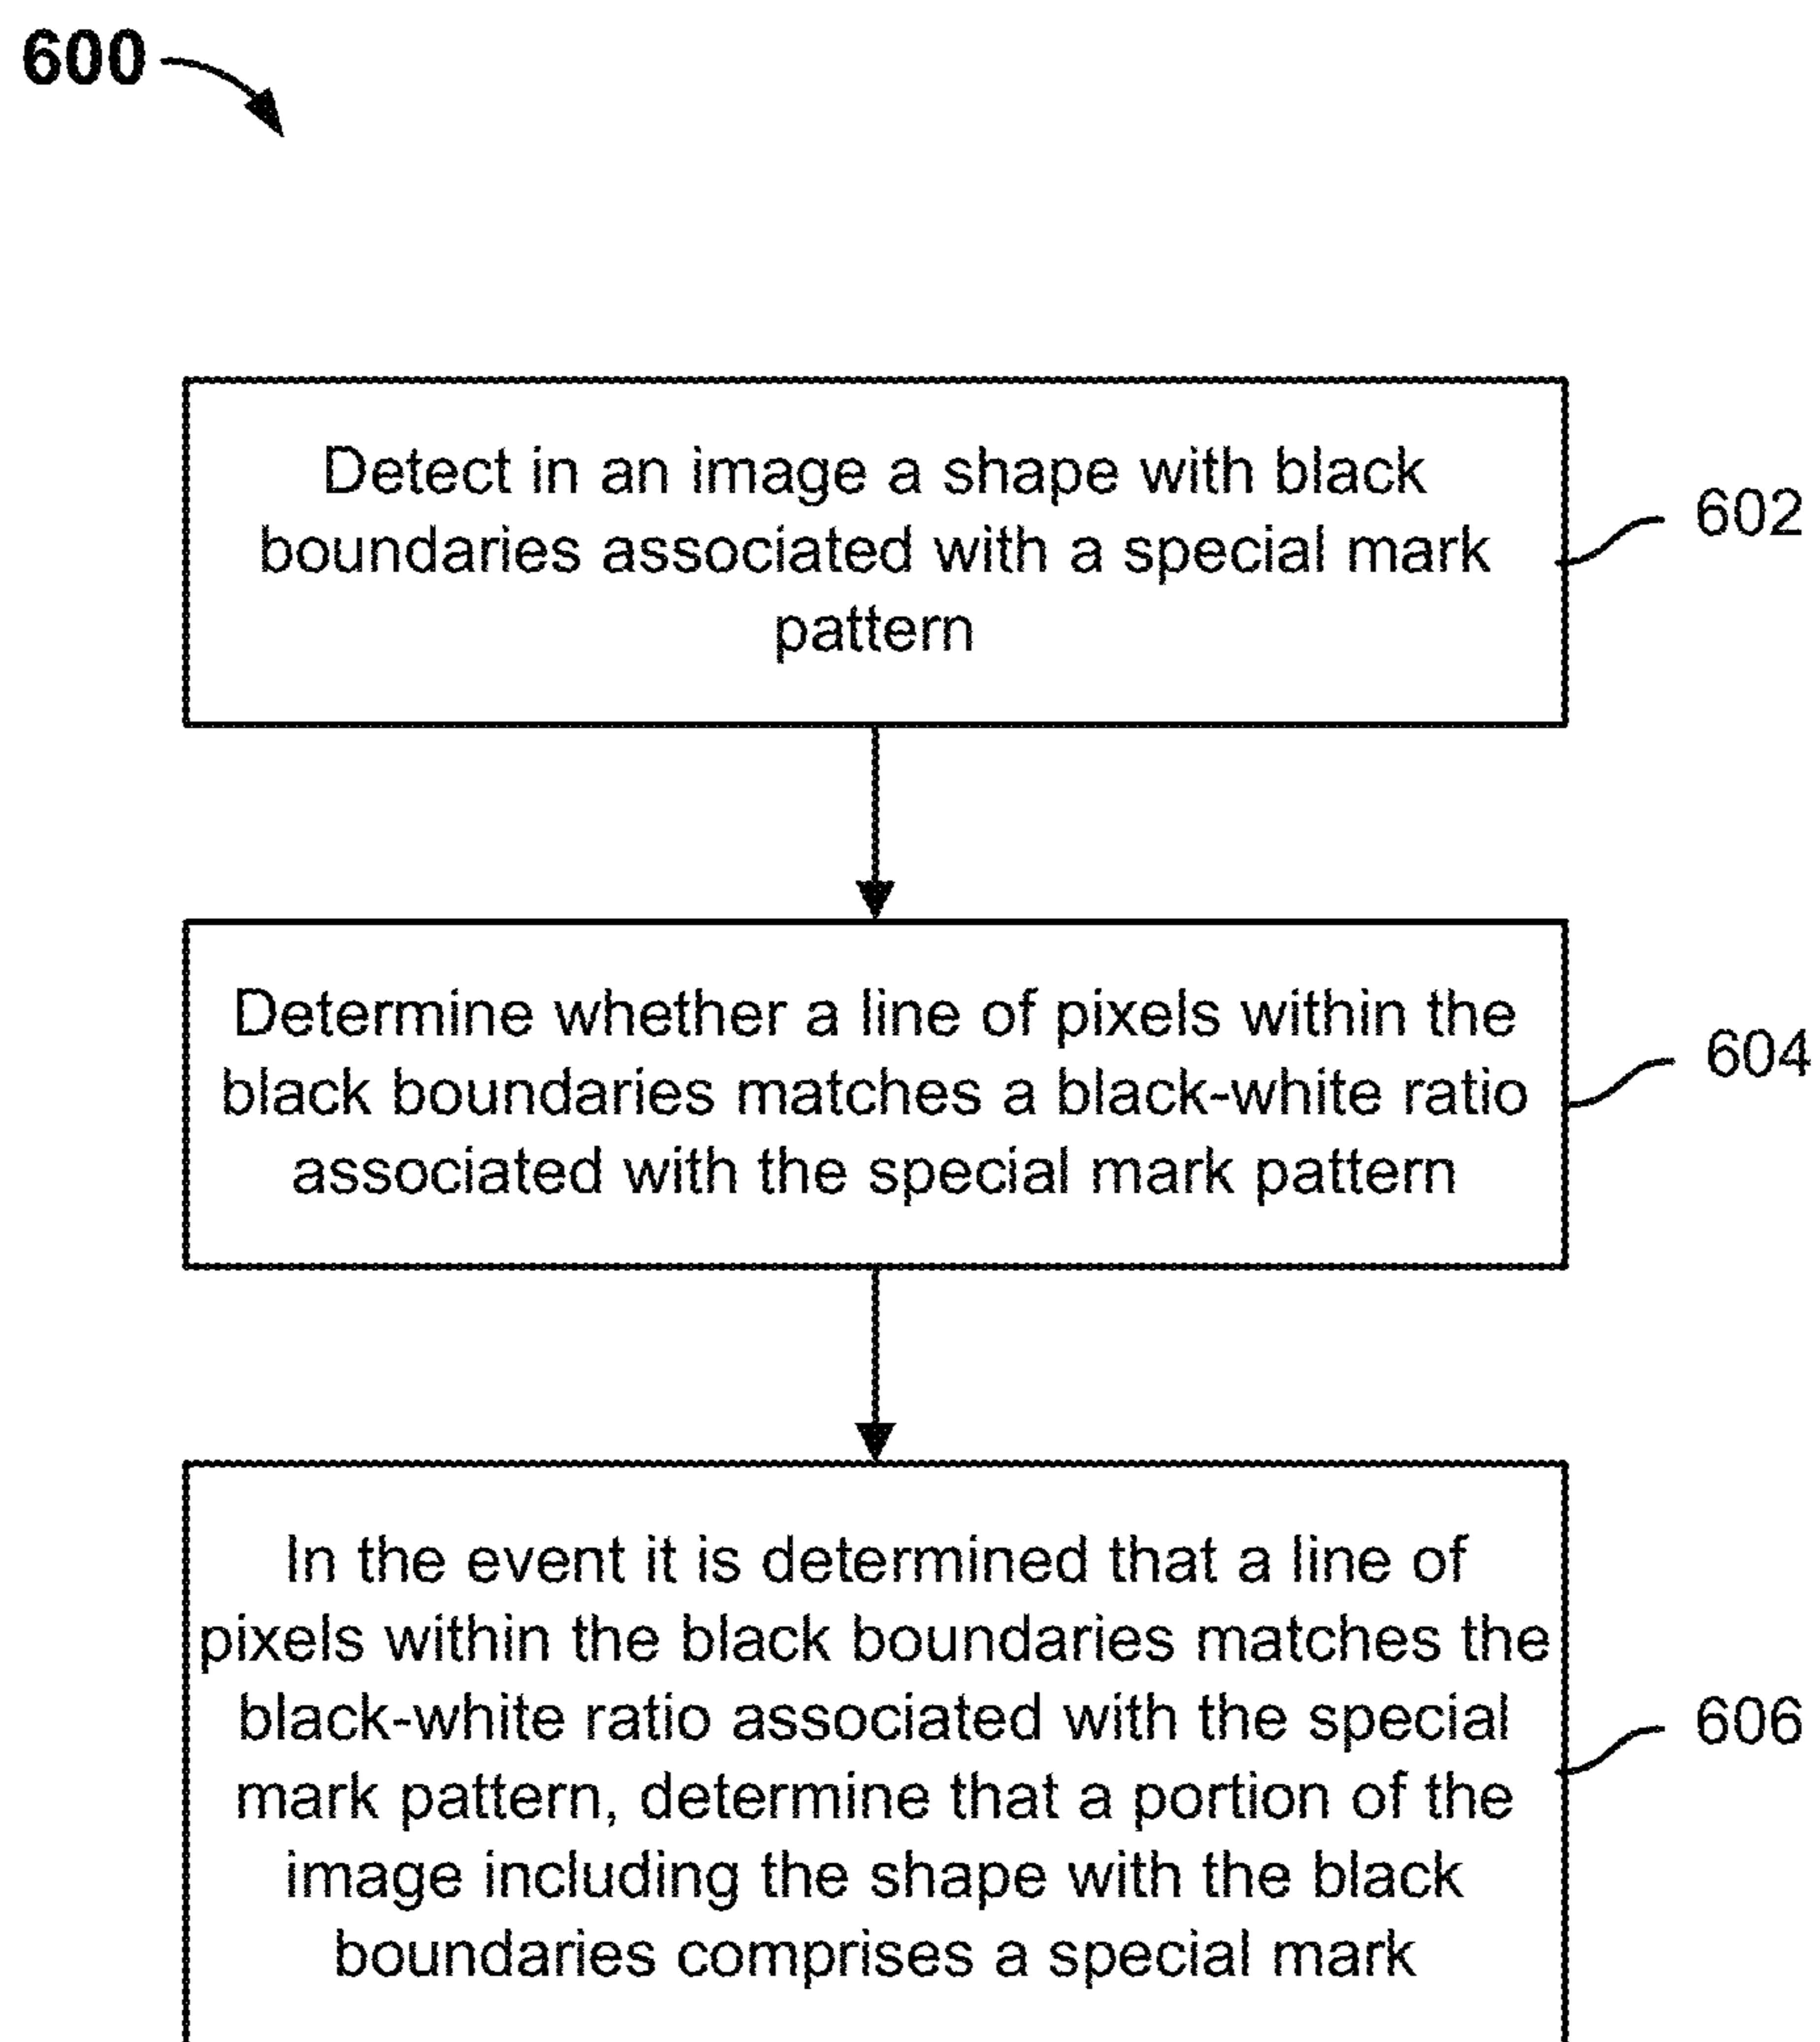 600
Detect in an image a shape with black
boundaries associated with a special mark
pattern
602
Determine whether a line of pixels within the
black boundaries matches a black-white ratio
associated with the special mark pattern
604
In the event it is determined that a line of
pixels within the black boundaries matches the
black-white ratio associated with the special
mark pattern, determine that a portion of the
image including the shape with the black
boundaries comprises a special mark
606